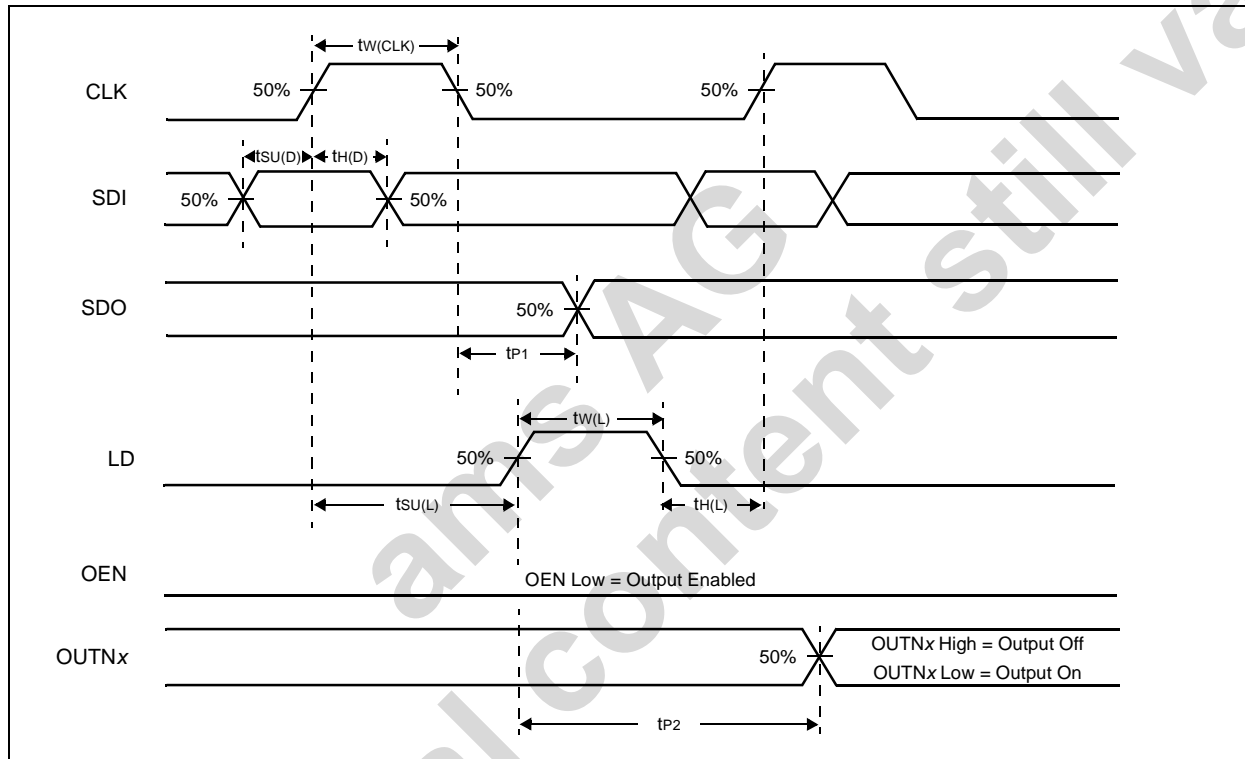 tW(CLK)
CLK
50%
50%
50%
tSU(D)
tH(D)
SDI
50%
50%
SDO
50%
tP1
tW(L)
LD
50%
50%
tSU(L)
tH(L)
OEN
OEN Low = Output Enabled
OUTNx
50%
OUTNx High = Output Off
OUTNx Low = Output On
tP2
ams AG
content still va